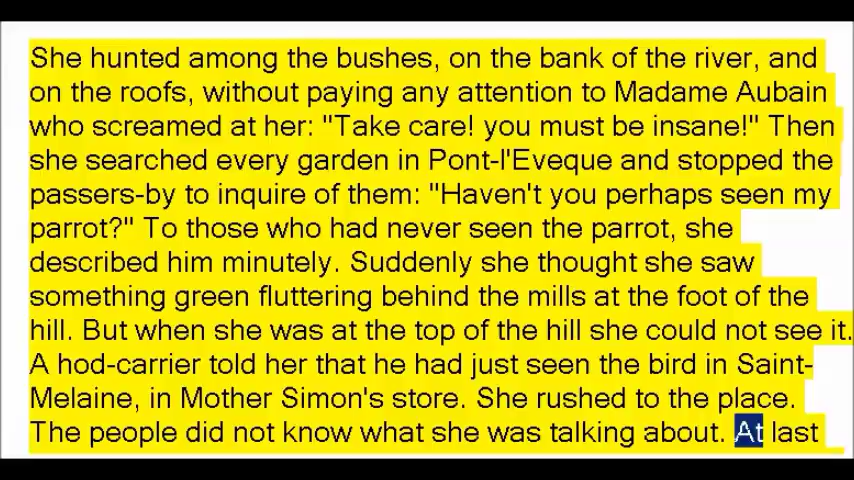 She hunted among the bushes, on the bank of the river, and
on the roofs, without paying any attention to Madame Aubain
who screamed at her: "Take care! you must be insane!" Then
she searched every garden in Pont-l'Eveque and stopped the
passers-by to inquire of them: "Haven't you perhaps seen my
parrot?" To those who had never seen the parrot, she
described him minutely. Suddenly she thought she saw
something green fluttering behind the mills at the foot of the
hill. But when she was at the top of the hill she could not see it.
A hod-carrier told her that he had just seen the bird in Saint-
Melaine, in Mother Simon's store. She rushed to the place.
The people did not know what she was talking about. At last